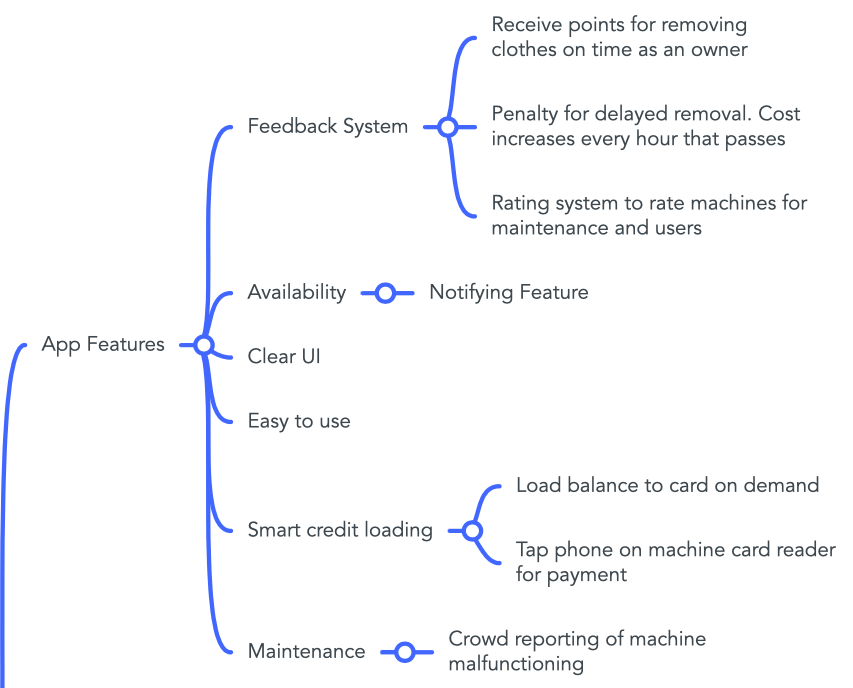 App Features
Feedback System
Receive points for removing
clothes on time as an owner
Penalty for delayed removal. Cost
increases every hour that passes
Rating system to rate machines for
maintenance and users
Availability
Notifying Feature
Clear UI
Easy to use
Smart credit loading
Load balance to card on demand
Tap phone on machine card reader
for payment
Maintenance
Crowd reporting of machine
malfunctioning